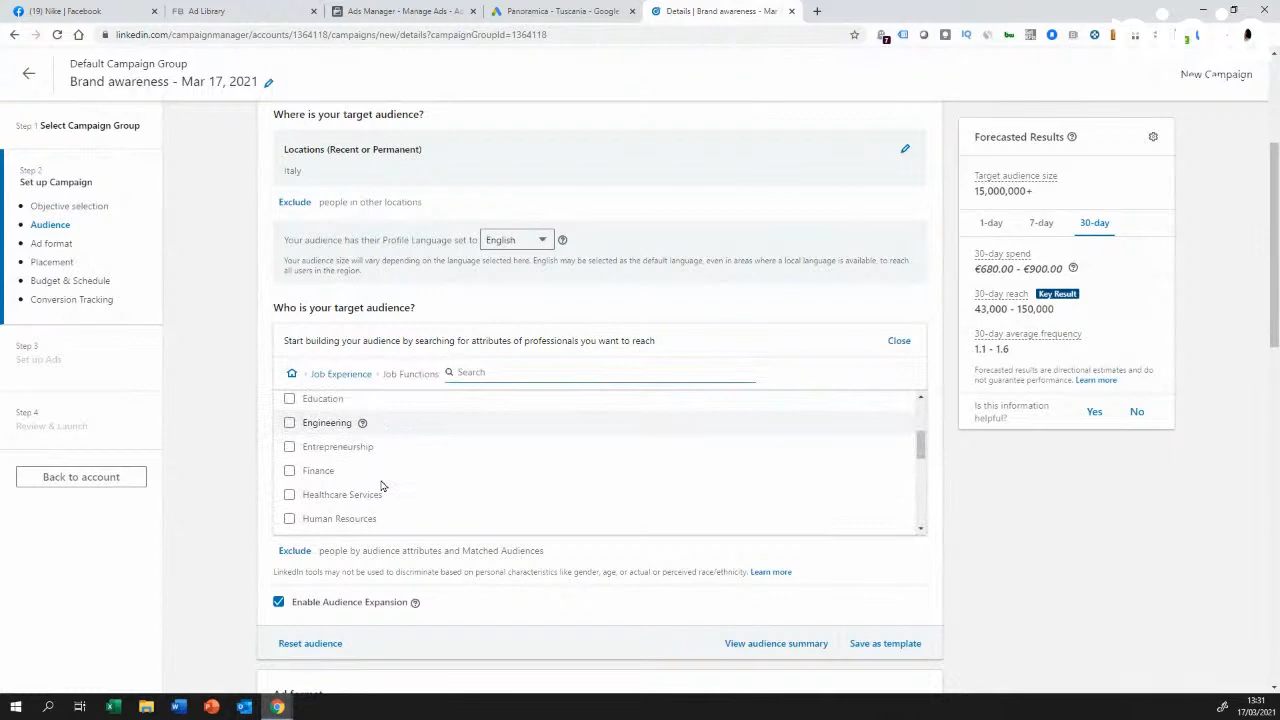 (19) Nike | Facebook
Ad Library
Ads Manager - Manage Ads - Ac
Panoramica - Tuscania - Google
Details | Brand awareness - Mar
linkedin.com/campaignmanager/accounts/1364118/campaigns/new/details?campaignGroupId=1364118
Default Campaign Group
Brand awareness - Mar 17, 2021
New Campaign
Step 1 Select Campaign Group
Step 2
Set up Campaign
Objective selection
Audience
Ad format
Placement
Budget & Schedule
Conversion Tracking
Step 3
Set up Ads
Step 4
Review & Launch
Back to account
Where is your target audience?
Locations (Recent or Permanent)
Italy
Exclude people in other locations
Your audience has their Profile Language set to English
Your audience size will vary depending on the language selected here. English may be selected as the default language, even in areas where a local language is available, to reach
all users in the region.
Who is your target audience?
Start building your audience by searching for attributes of professionals you want to reach
Close
Job Experience Job Functions Search
Education
Engineering
Entrepreneurship
Finance
Healthcare Services
Human Resources
Exclude people by audience attributes and Matched Audiences
LinkedIn tools may not be used to discriminate based on personal characteristics like gender, age, or actual or perceived race/ethnicity. Learn more
Enable Audience Expansion
Reset audience
View audience summary
Save as template
Ad format
Forecasted Results
Target audience size
15,000,000+
1-day 7-day 30-day
30-day spend
€680.00 - €900.00
30-day reach Key Result
43,000 - 150,000
30-day average frequency
1.1 - 1.6
Forecasted results are directional estimates and do
not guarantee performance. Learn more
Is this information
helpful?
Yes No
13:31
17/03/2021